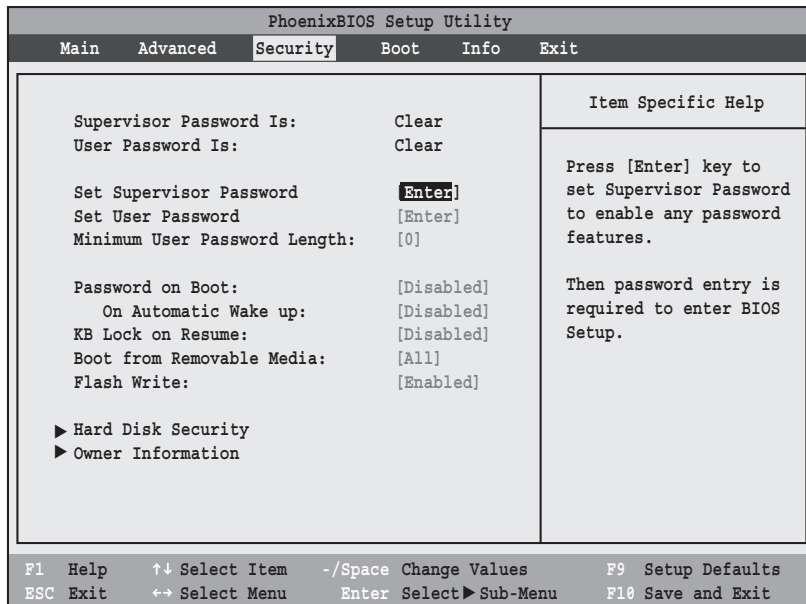 PhoenixBIOS Setup Utility
Main Advanced Security Boot Info Exit
Item Specific Help
Supervisor Password Is: Clear
User Password Is: Clear
Press [Enter] key to
Set Supervisor Password [Enter] set Supervisor Password
Set User Password [Enter] to enable any password
Minimum User Password Length: [0] features.
Password on Boot: [Disabled] Then password entry is
On Automatic Wake up: [Disabled] required to enter BIOS
KB Lock on Resume: [Disabled] Setup.
Boot from Removable Media: [All]
Flash Write: [Enabled]
▶ Hard Disk Security
▶ Owner Information
F1 Help ↑↓ Select Item -/Space Change Values F9 Setup Defaults
ESC Exit ←→ Select Menu Enter Select ▶ Sub-Menu F10 Save and Exit